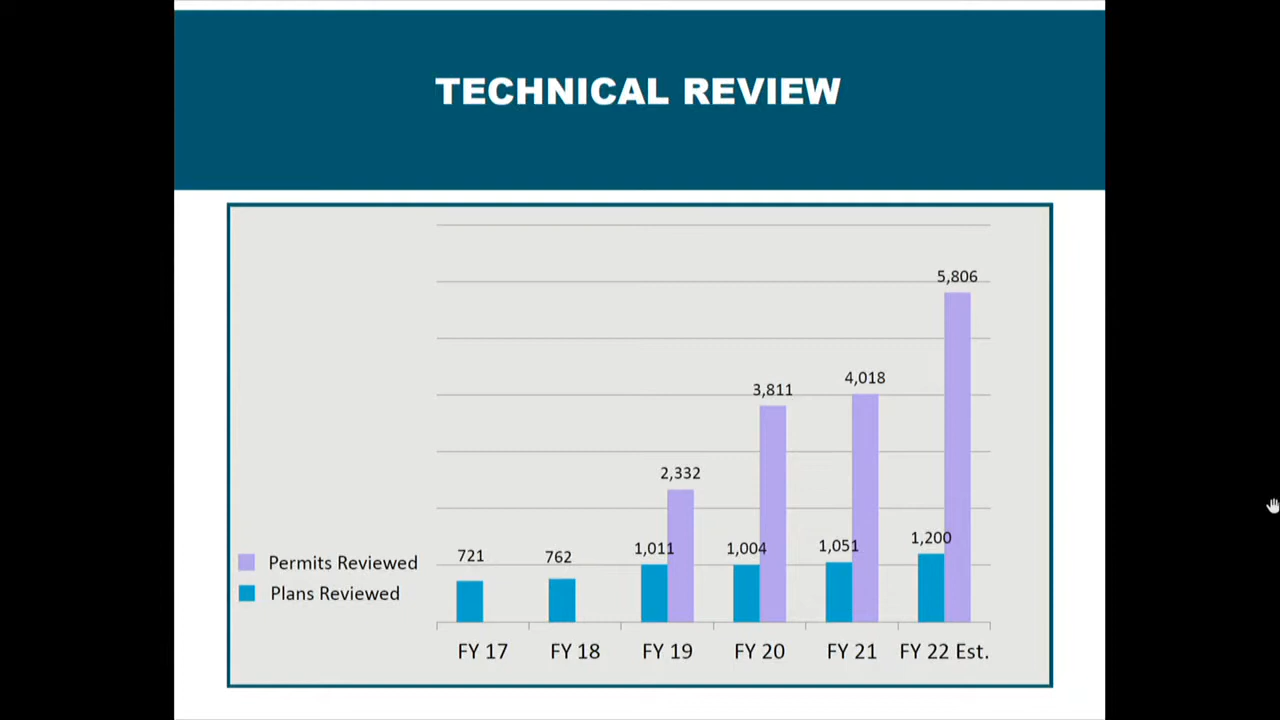 TECHNICAL REVIEW
5,806
4,018
3,811
2,332
1,200
1,051
1,004
1,011
762
721
Permits Reviewed
Plans Reviewed
FY 17 FY 18 FY 19 FY 20 FY 21 FY 22 Est.